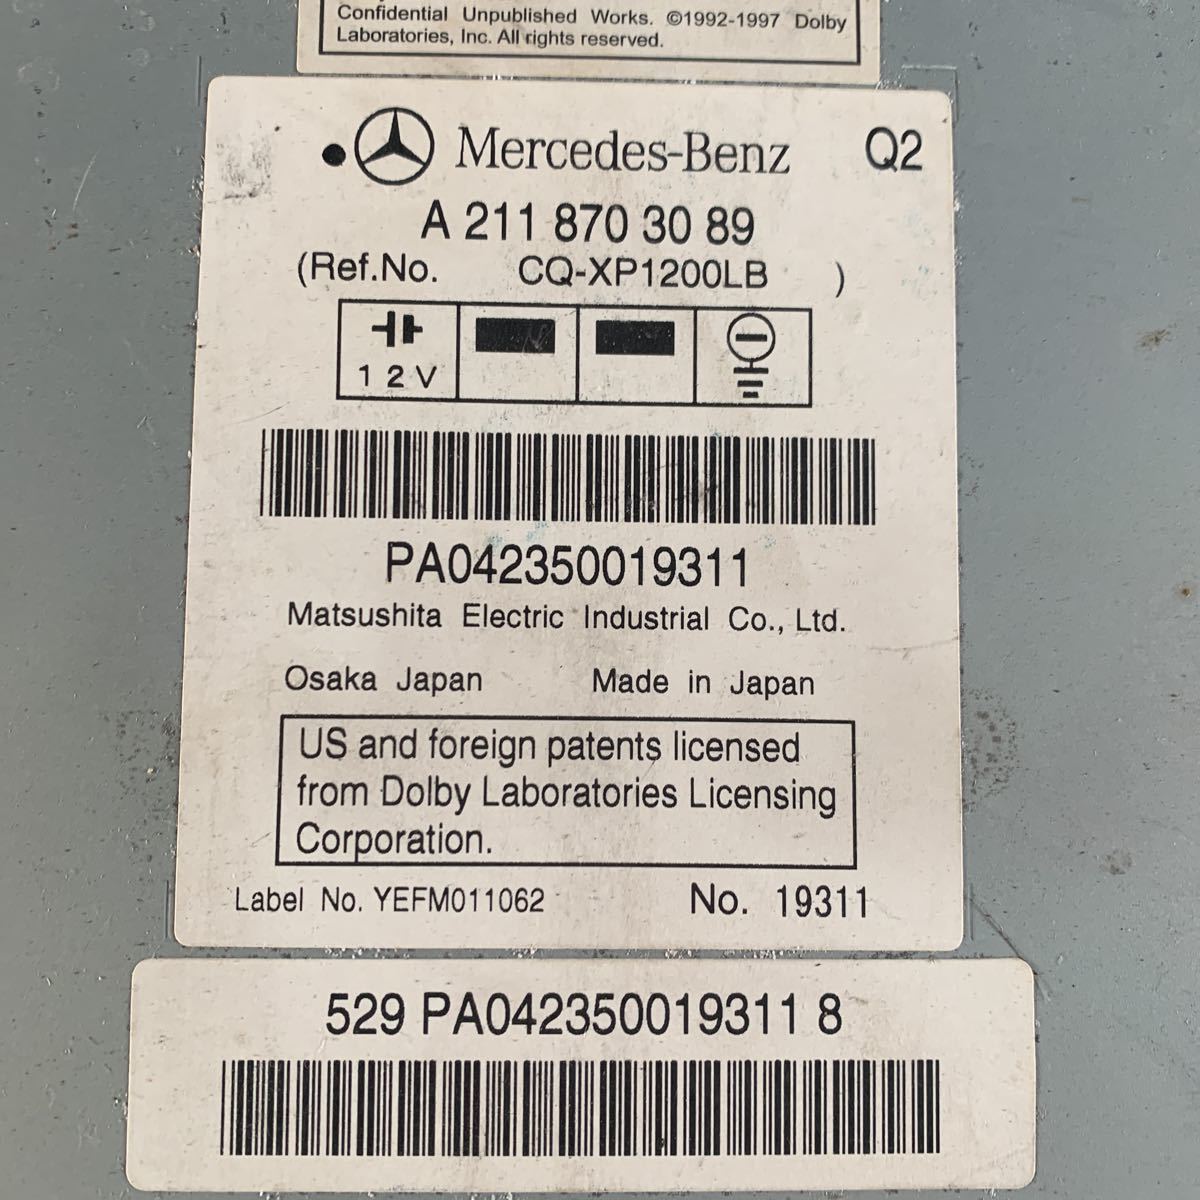 Confidential Unpublished Works. ©1992-1997 Dolby
Laboratories, Inc. All rights reserved.
Mercedes-Benz Q2
A 211 870 30 89
(Ref.No. CQ-XP1200LB )
12V
PA042350019311
Matsushita Electric Industrial Co., Ltd.
Osaka Japan Made in Japan
US and foreign patents licensed
from Dolby Laboratories Licensing
Corporation.
Label No. YEFM011062 No. 19311
529 PA042350019311 8